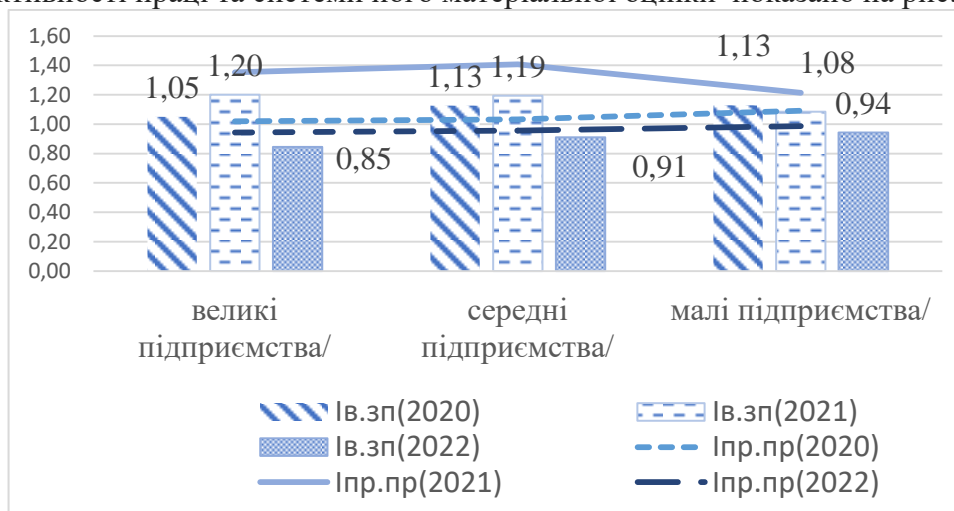 ктивності праці та системи його матеріальної оцінки показано на рис.
1,60
1,40
1,20
1,00
0,80
0,60
0,40
0,20
0,00
1,05
1,20
0,85
1,13
1,19
0,91
1,13
1,08
0,94
великі
підприємства/
середні
підприємства/
малі підприємства/
Ів.зп(2020)
Ів.зп(2021)
Ів.зп(2022)
Іпр.пр(2020)
Іпр.пр(2021)
Іпр.пр(2022)